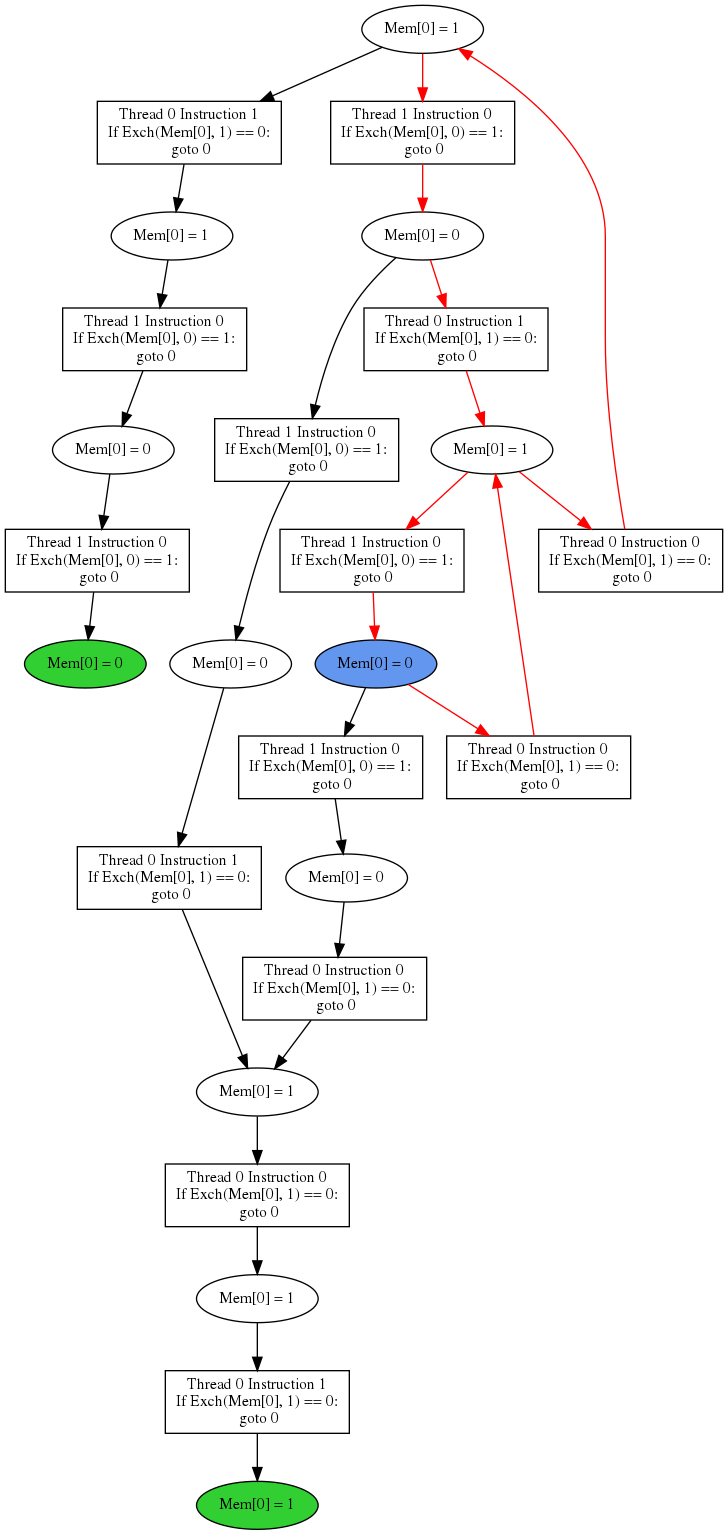 Mem[0] = 1
Thread 0 Instruction 1
If Exch(Mem[0], 1) == 0:
goto 0
Thread 1 Instruction 0
If Exch(Mem[0], 0) == 1:
goto 0
Mem[0] = 1
Mem[0] = 0
Thread 1 Instruction 0
If Exch(Mem[0], 0) == 1:
goto 0
Thread 0 Instruction 1
If Exch(Mem[0], 1) == 0:
goto 0
Mem[0] = 0
Thread 1 Instruction 0
If Exch(Mem[0], 0) == 1:
goto 0
Mem[0] = 1
Thread 1 Instruction 0
If Exch(Mem[0], 0) == 1:
goto 0
Thread 1 Instruction 0
If Exch(Mem[0], 0) == 1:
goto 0
Thread 0 Instruction 0
If Exch(Mem[0], 1) == 0:
goto 0
Mem[0] = 0
Mem[0] = 0
Mem[0] = 0
Thread 1 Instruction 0
If Exch(Mem[0], 0) == 1:
goto 0
Thread 0 Instruction 0
If Exch(Mem[0], 1) == 0:
goto 0
Thread 0 Instruction 1
If Exch(Mem[0], 1) == 0:
goto 0
Mem[0] = 0
Thread 0 Instruction 0
If Exch(Mem[0], 1) == 0:
goto 0
Mem[0] = 1
Thread 0 Instruction 0
If Exch(Mem[0], 1) == 0:
goto 0
Mem[0] = 1
Thread 0 Instruction 1
If Exch(Mem[0], 1) == 0:
goto 0
Mem[0] = 1